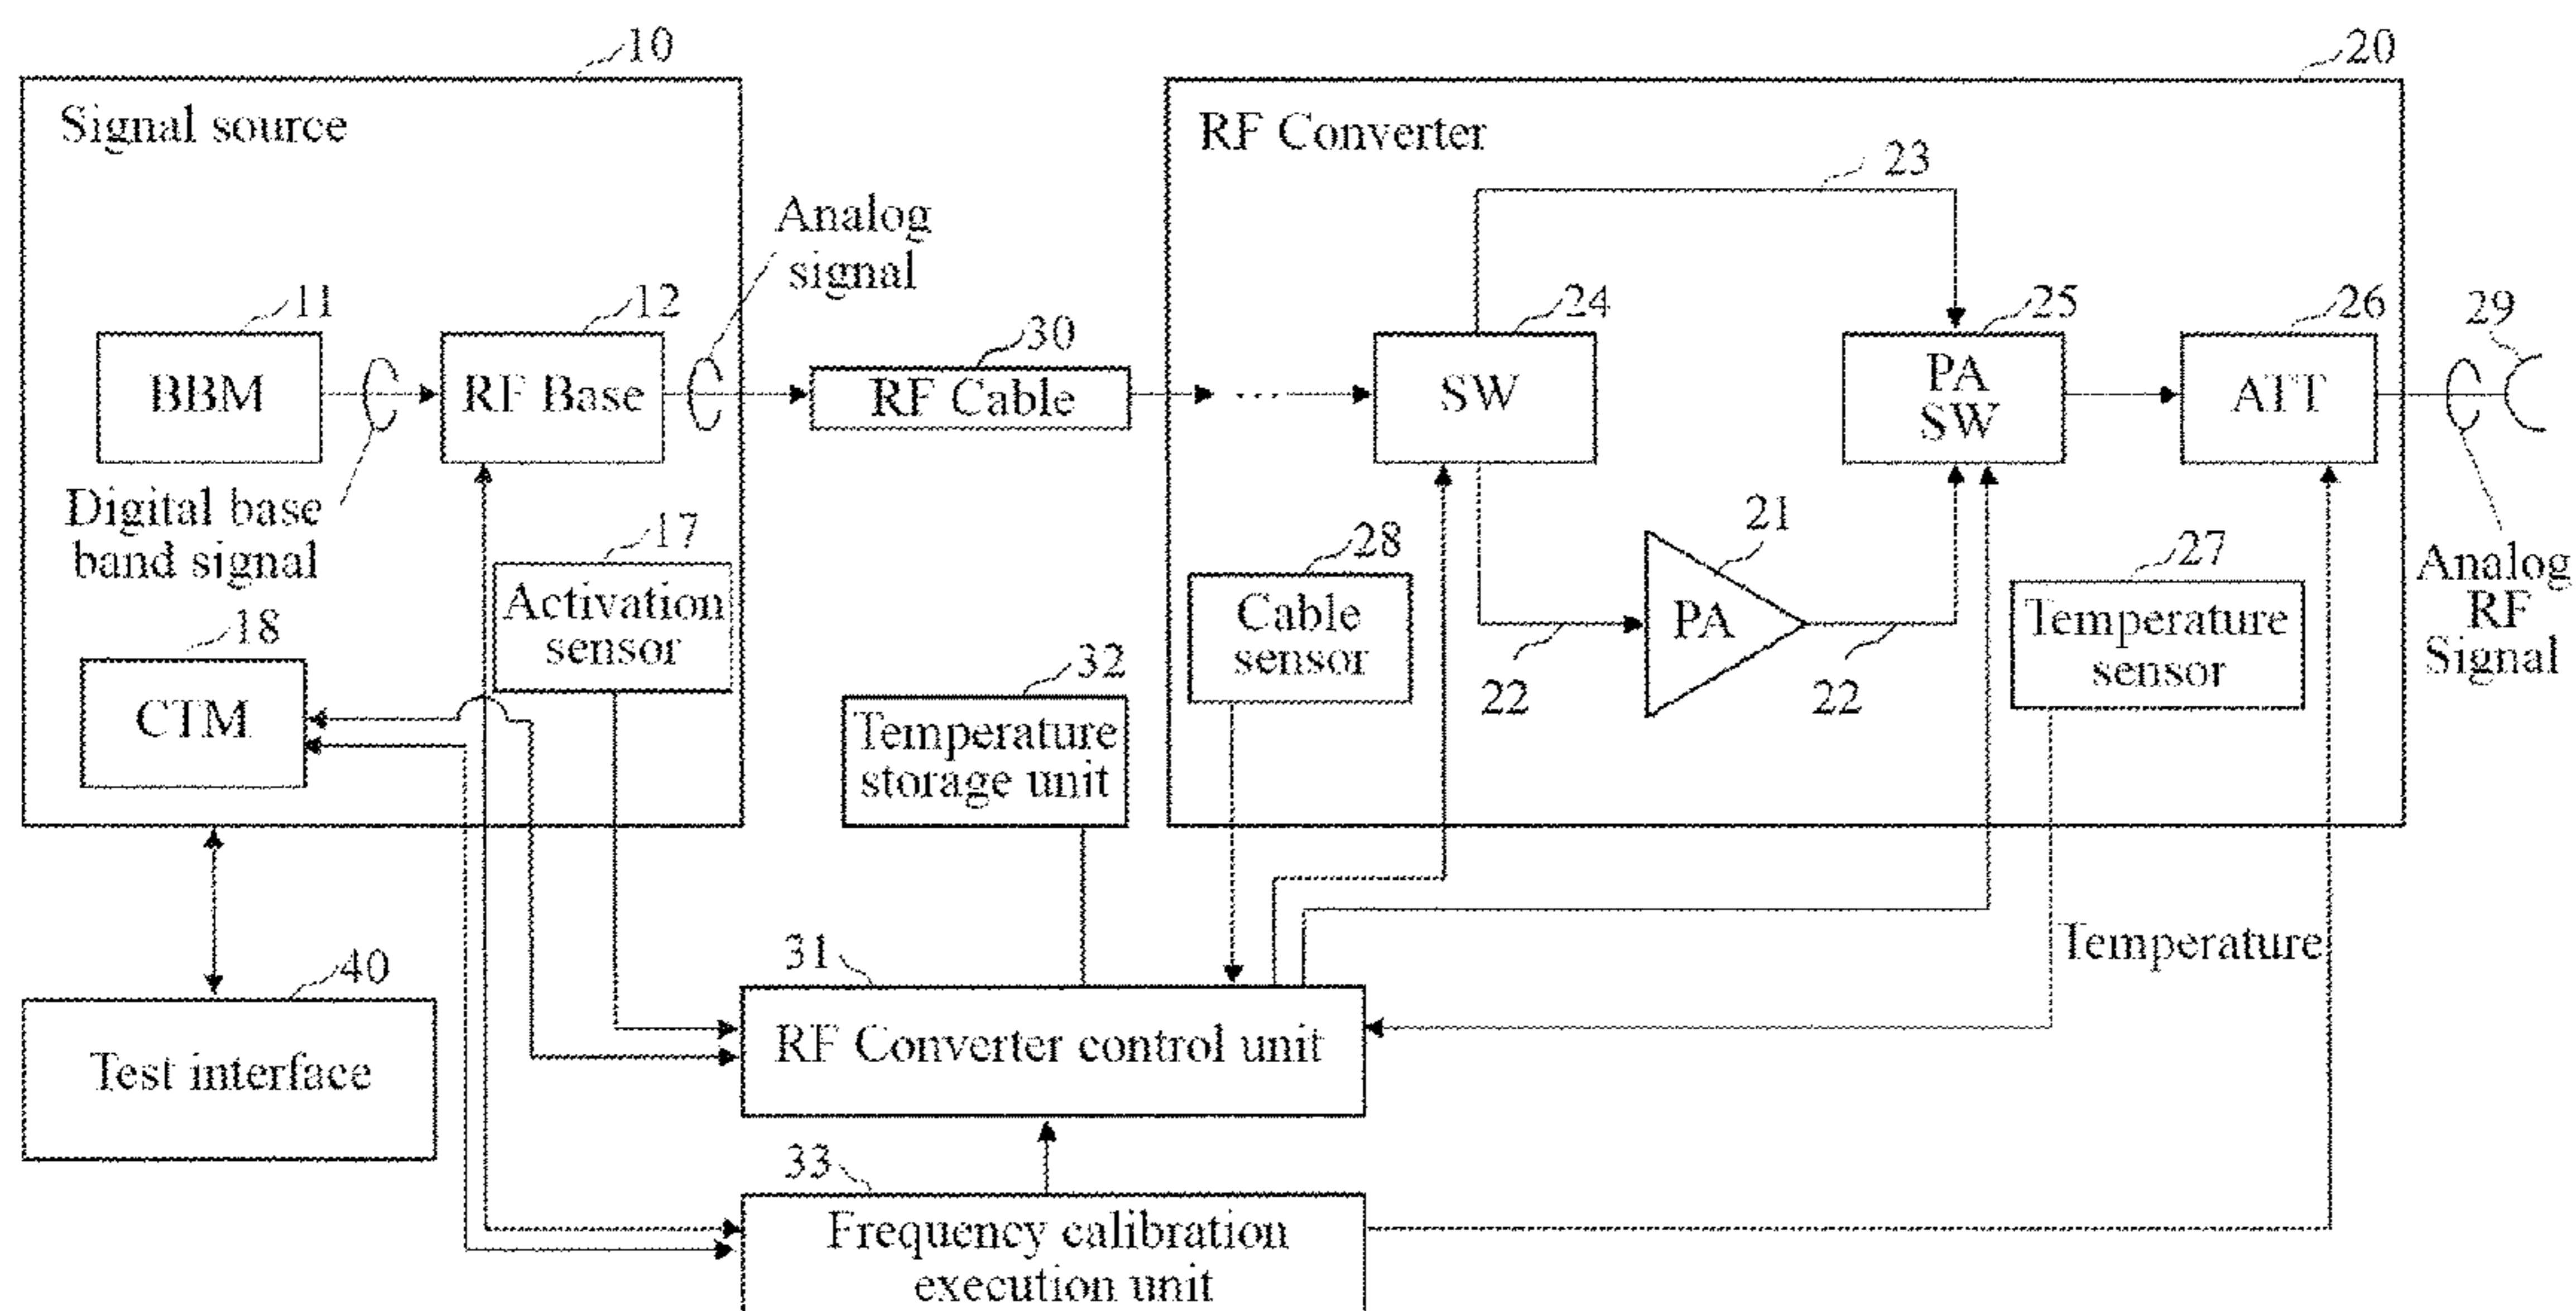 10
20
Signal source
RF Converter
23
Analog
signal
11
12
30
24
25
26
29
BBM
RF Base
RF Cable
...
SW
PA
SW
ATT
Digital base
band signal
17
28
21
27
Activation
sensor
Cable
sensor
PA
Temperature
sensor
Analog
RF
Signal
18
32
22
22
CTM
Temperature
storage unit
31
Temperature
40
RF Converter control unit
Test interface
33
Frequency calibration
execution unit